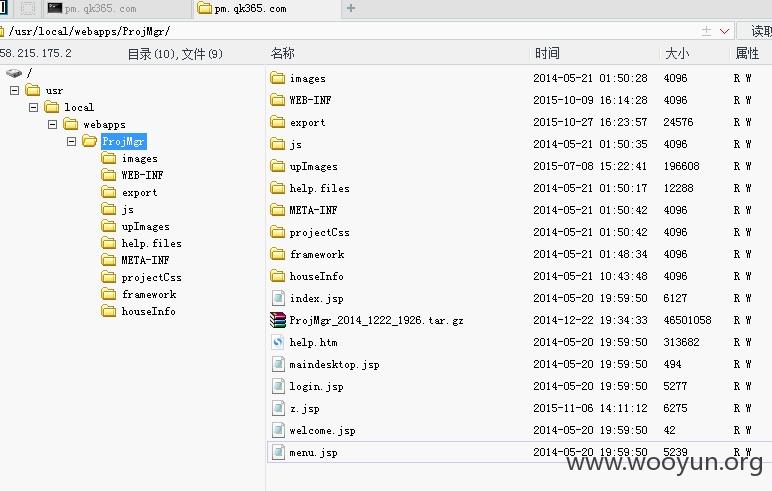 pm.qk365.com
pm.qk365.com
/usr/local/webapps/ProjMgr/
读取
58.215.175.2 目录(10),文件(9)
名称 时间 大小 属性
/
usr
local
webapps
ProjMgr
images
WEB-INF
export
js
upImages
help.files
META-INF
projectCss
framework
houseInfo
images 2014-05-21 01:50:28 4096 R W
WEB-INF 2015-10-09 16:14:28 4096 R W
export 2015-10-27 16:23:57 24576 R W
js 2014-05-21 01:50:35 4096 R W
upImages 2015-07-08 15:22:41 196608 R W
help.files 2014-05-21 01:50:17 12288 R W
META-INF 2014-05-21 01:50:42 4096 R W
projectCss 2014-05-21 01:50:42 4096 R W
framework 2014-05-21 01:48:34 4096 R W
houseInfo 2014-05-21 10:43:48 4096 R W
index.jsp 2014-05-20 19:59:50 6127 R W
ProjMgr_2014_1222_1926.tar.gz 2014-12-22 19:34:33 46501058 R W
help.htm 2014-05-20 19:59:50 313682 R W
maindesktop.jsp 2014-05-20 19:59:50 494 R W
login.jsp 2014-05-20 19:59:50 5277 R W
z.jsp 2015-11-06 14:11:12 6275 R W
welcome.jsp 2014-05-20 19:59:50 42 R W
menu.jsp 2014-05-20 19:59:50 5239 R W
www.wooyun.org